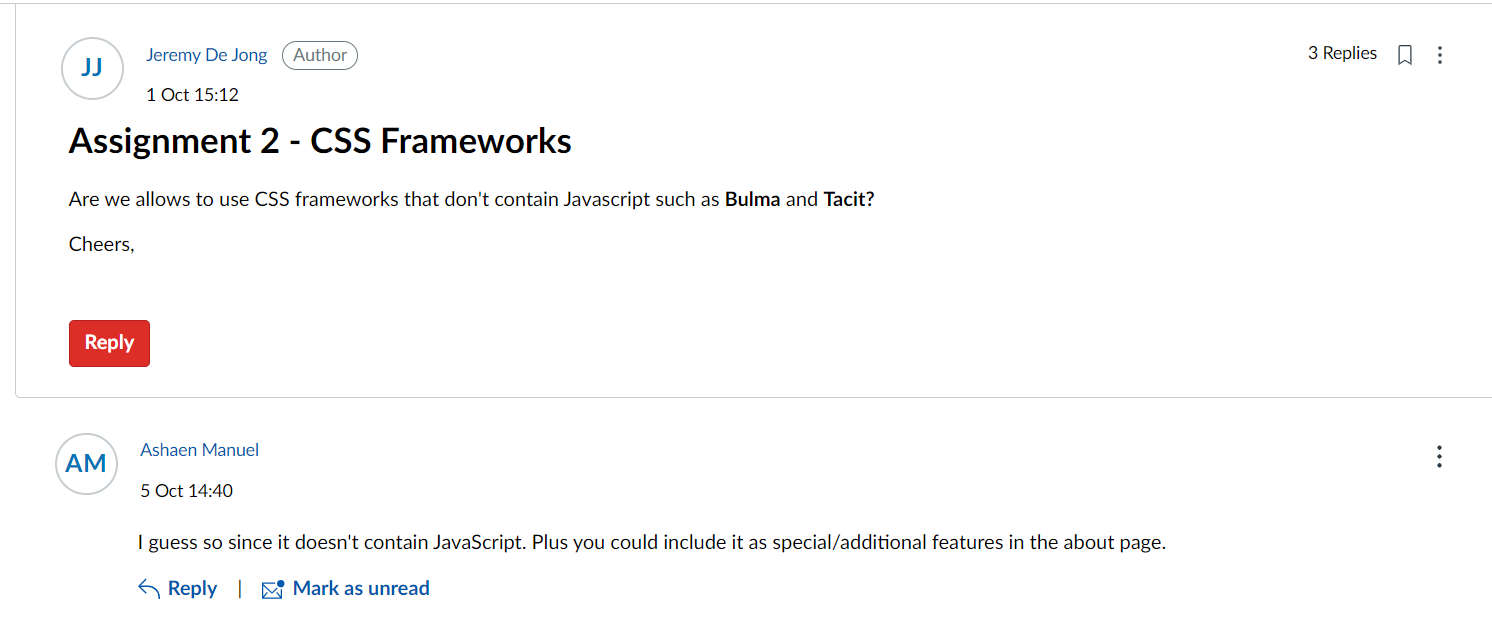 JJ
Jeremy De Jong Author
3 Replies
1 Oct 15:12
Assignment 2 - CSS Frameworks
Are we allows to use CSS frameworks that don't contain Javascript such as Bulma and Tacit?
Cheers,
Reply
AM
Ashaen Manuel
5 Oct 14:40
I guess so since it doesn't contain JavaScript. Plus you could include it as special/additional features in the about page.
Reply | Mark as unread